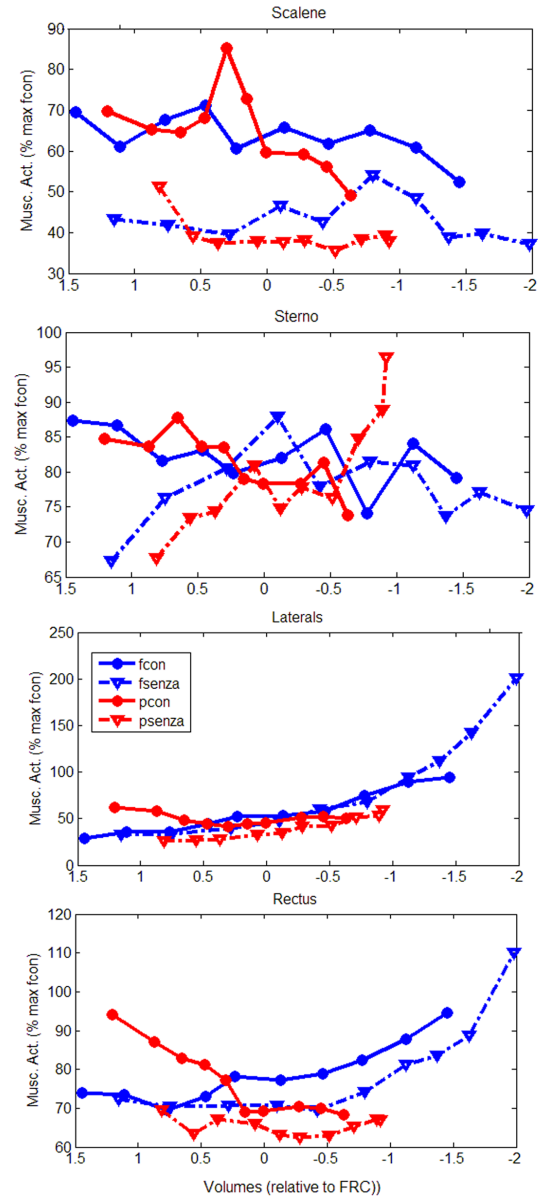 Scalene
Musc. Act. (% max fcon)
90
80
70
60
50
40
30
1.5 1 0.5 0 -0.5 -1 -1.5 -2
Sterno
Musc. Act. (% max fcon)
100
95
90
85
80
75
70
65
1.5 1 0.5 0 -0.5 -1 -1.5 -2
Laterals
Musc. Act. (% max fcon)
250
200
150
100
50
0
fcon
fsenza
pcon
psenza
1.5 1 0.5 0 -0.5 -1 -1.5 -2
Rectus
Musc. Act. (% max fcon)
120
110
100
90
80
70
60
1.5 1 0.5 0 -0.5 -1 -1.5 -2
Volumes (relative to FRC))